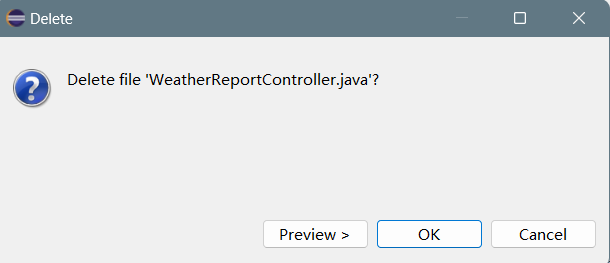 Delete
Delete file 'WeatherReportController.java'?
Preview >
OK
Cancel